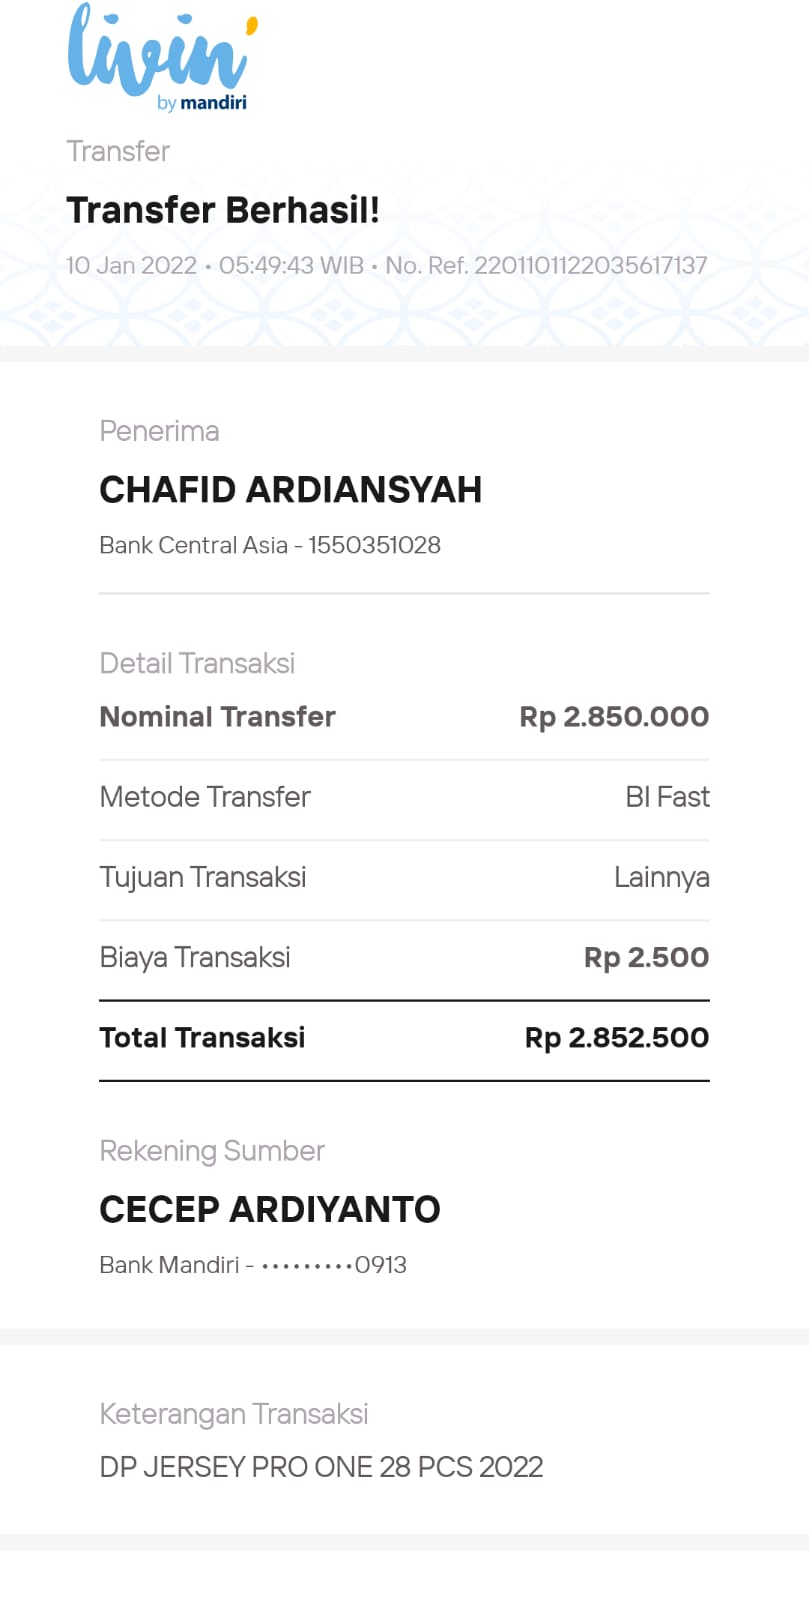 livin'
by mandiri
Transfer
Transfer Berhasil!
10 Jan 2022 • 05:49:43 WIB • No. Ref. 2201101122035617137
Penerima
CHAFID ARDIANSYAH
Bank Central Asia - 1550351028
Detail Transaksi
Nominal Transfer Rp 2.850.000
Metode Transfer BI Fast
Tujuan Transaksi Lainnya
Biaya Transaksi Rp 2.500
Total Transaksi Rp 2.852.500
Rekening Sumber
CECEP ARDIYANTO
Bank Mandiri - •••••••••0913
Keterangan Transaksi
DP JERSEY PRO ONE 28 PCS 2022